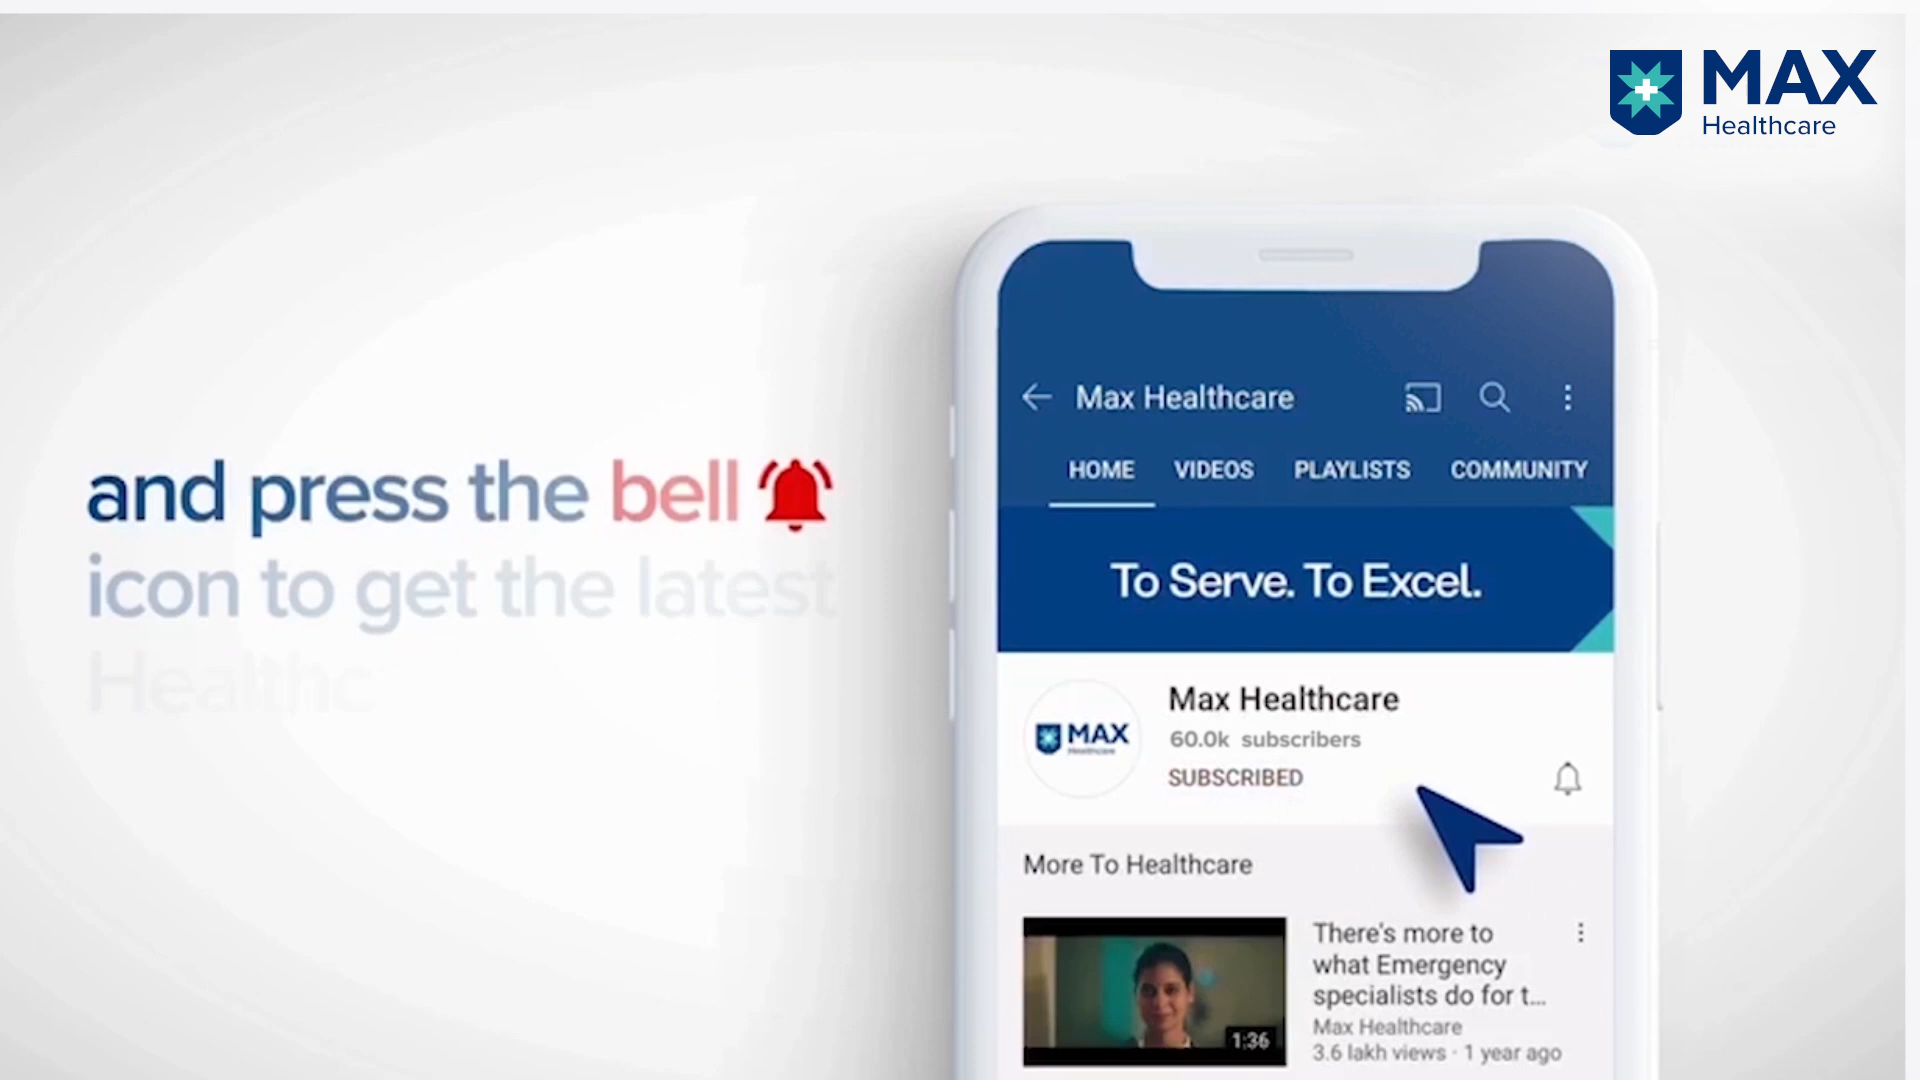 MAX
Healthcare
and press the bell
icon to get the latest
Healthc
Max Healthcare
HOME VIDEOS PLAYLISTS COMMUNITY
To Serve. To Excel.
MAX
Healthcare
Max Healthcare
60.0k subscribers
SUBSCRIBED
More To Healthcare
There's more to
what Emergency
specialists do for t...
1:36
Max Healthcare
3.6 lakh views · 1 year ago